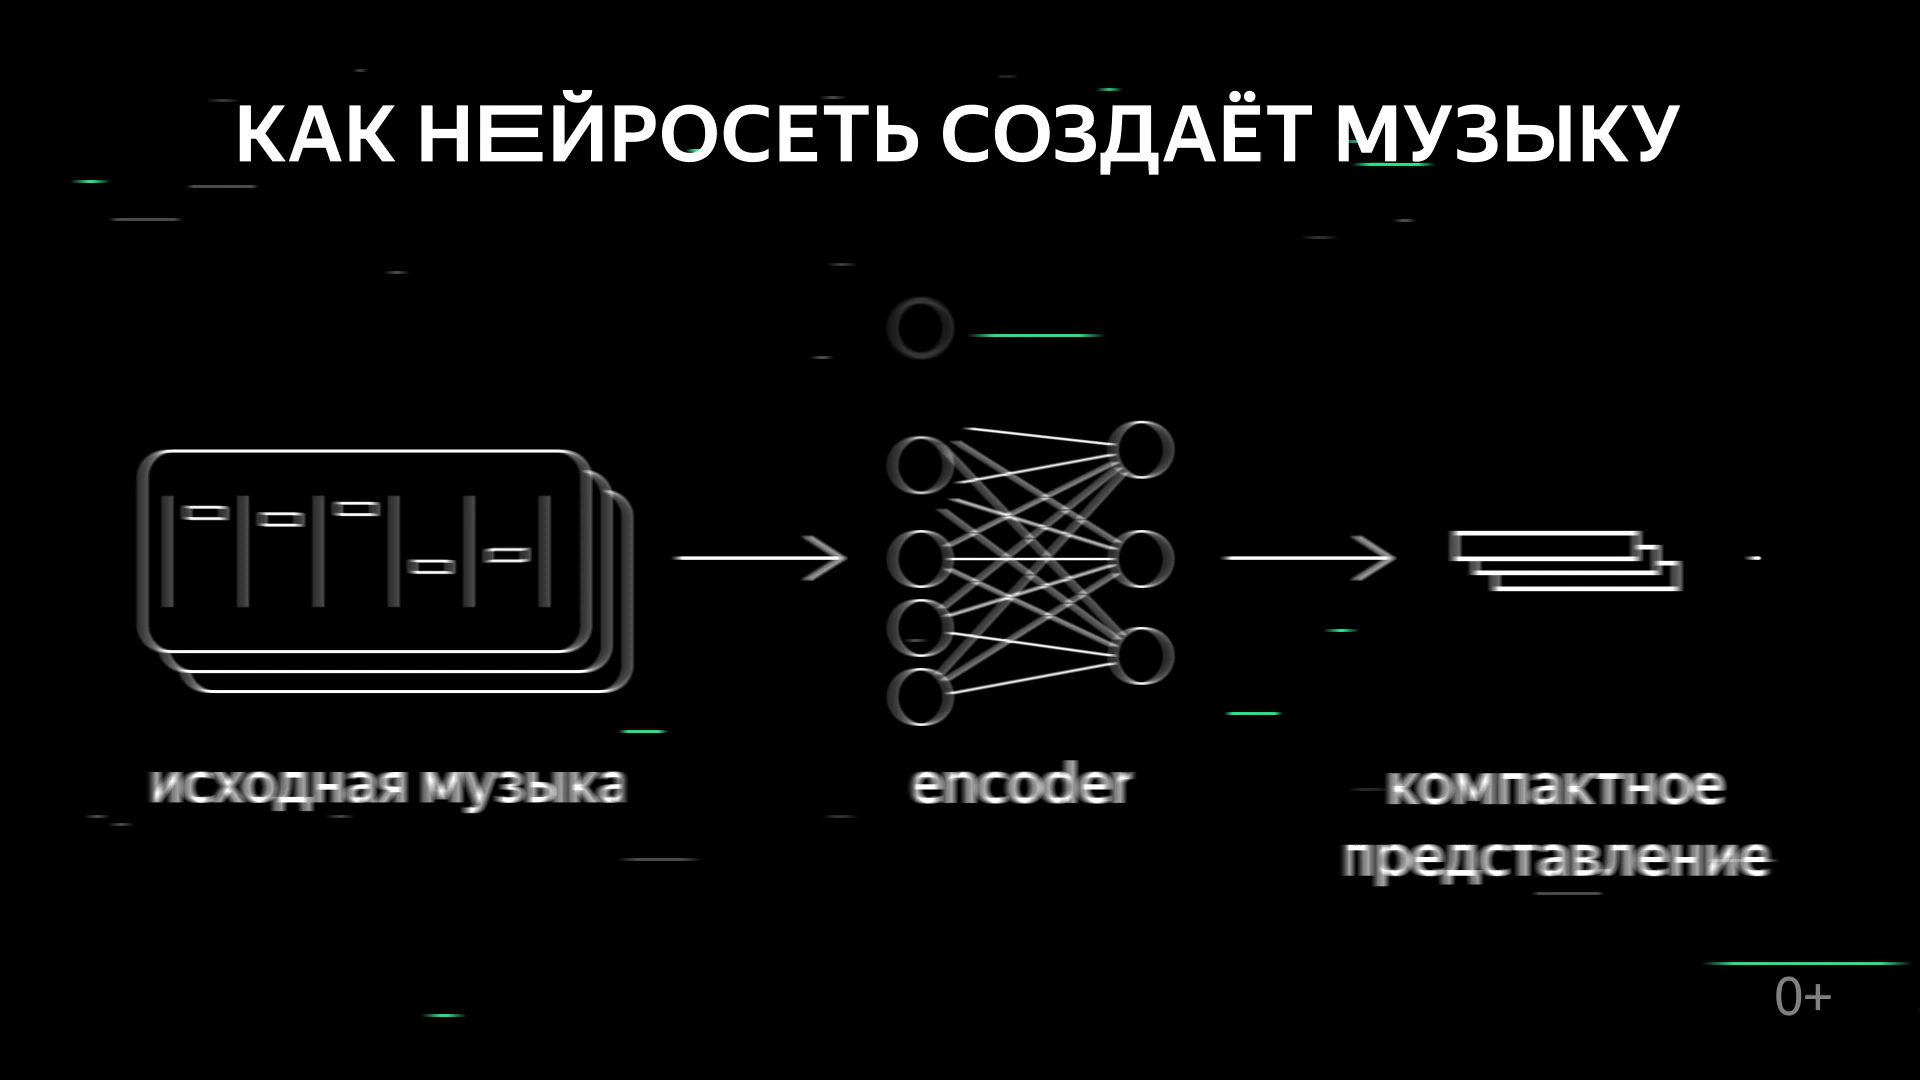 КАК НЕЙРОСЕТЬ СОЗДАЁТ МУЗЫКУ
исходная музыка
encoder
компактное
представление
0+